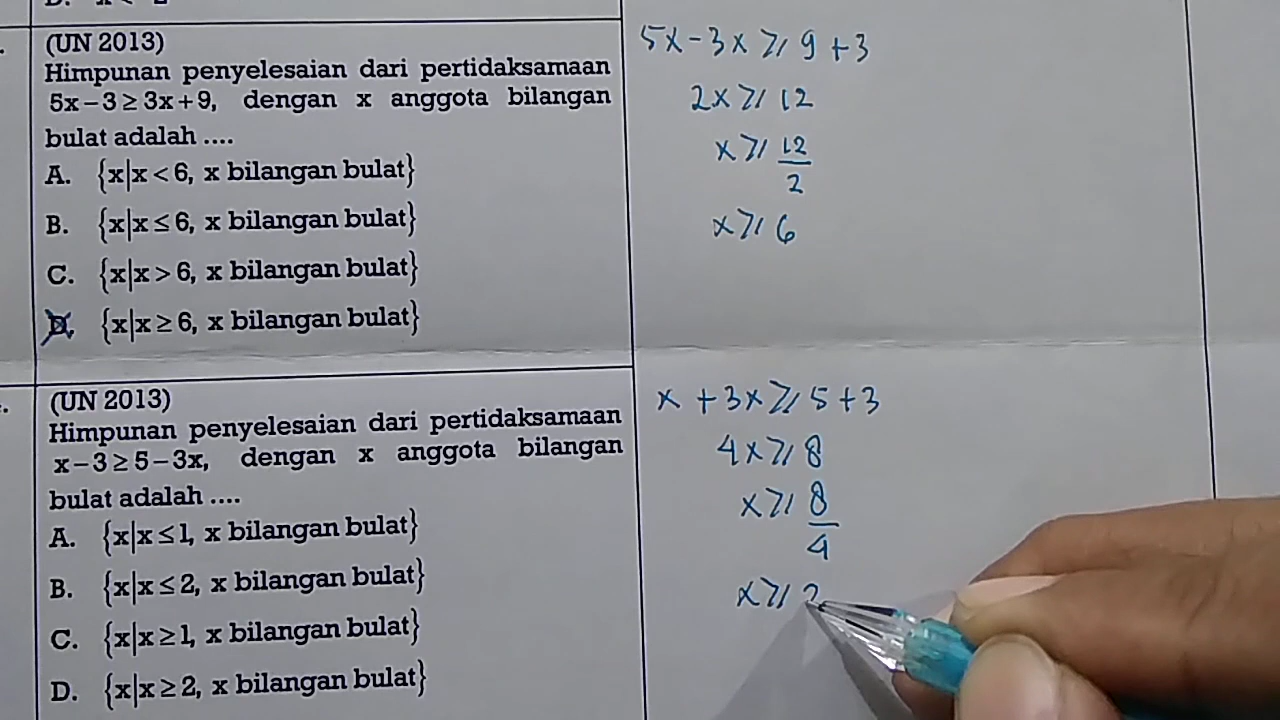 (UN 2013)
Himpunan penyelesaian dari pertidaksamaan
5x – 3 ≥ 3x + 9, dengan x anggota bilangan
bulat adalah ....
A. {x|x < 6, x bilangan bulat}
B. {x|x ≤ 6, x bilangan bulat}
C. {x|x > 6, x bilangan bulat}
D. {x|x ≥ 6, x bilangan bulat}
5x - 3x ≥ 9 + 3
2x ≥ 12
x ≥ 12/2
x ≥ 6
(UN 2013)
Himpunan penyelesaian dari pertidaksamaan
x – 3 ≥ 5 – 3x, dengan x anggota bilangan
bulat adalah ....
A. {x|x ≤ 1, x bilangan bulat}
B. {x|x ≤ 2, x bilangan bulat}
C. {x|x ≥ 1, x bilangan bulat}
D. {x|x ≥ 2, x bilangan bulat}
x + 3x ≥ 5 + 3
4x ≥ 8
x ≥ 8/4
x ≥ 2